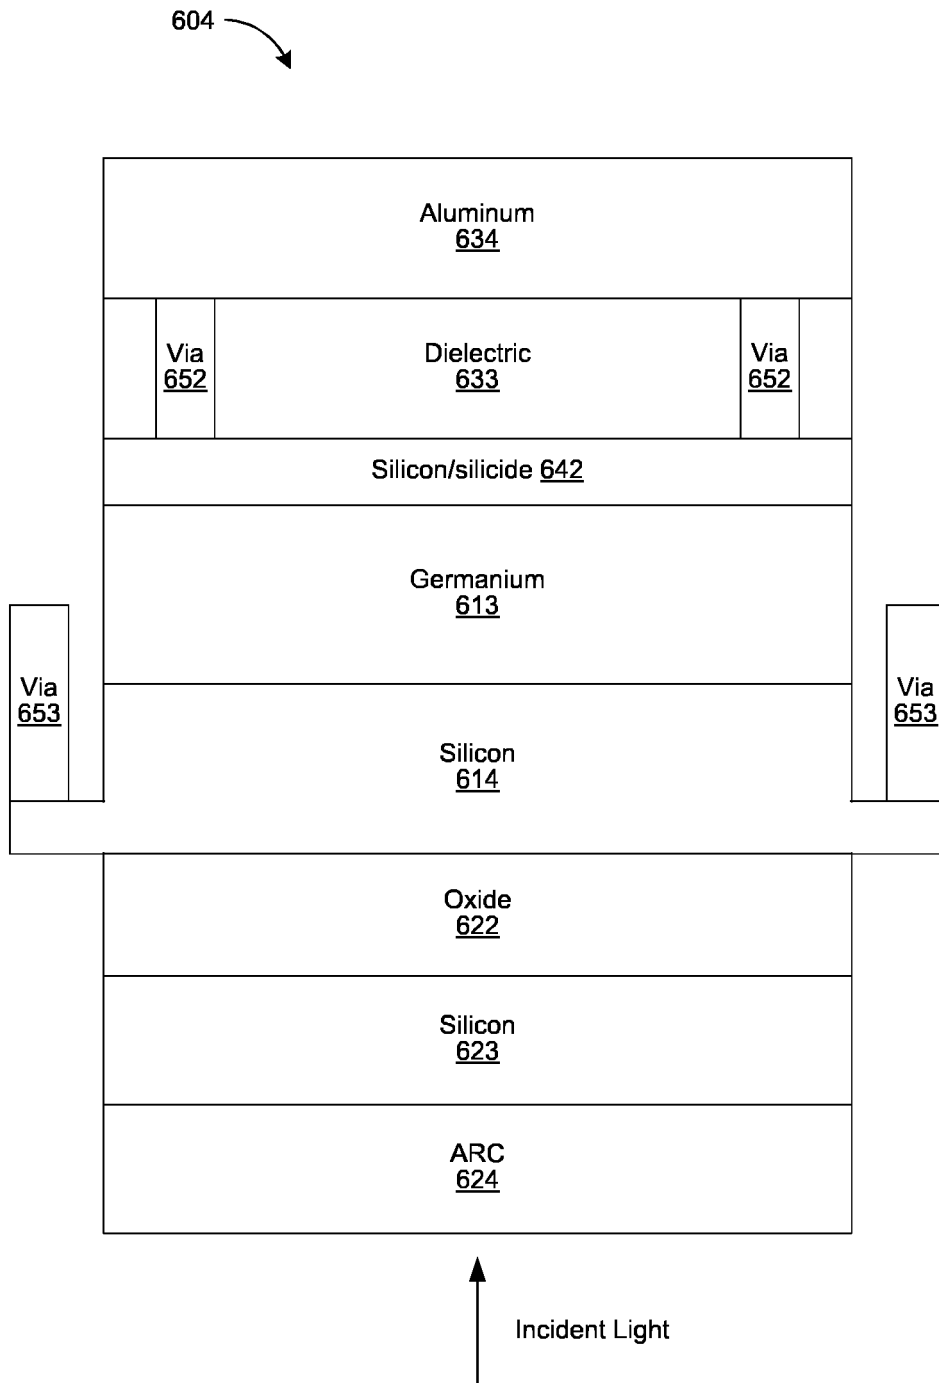 604
Aluminum
634
Via
652
Dielectric
633
Via
652
Silicon/silicide 642
Germanium
613
Via
653
Silicon
614
Via
653
Oxide
622
Silicon
623
ARC
624
Incident Light